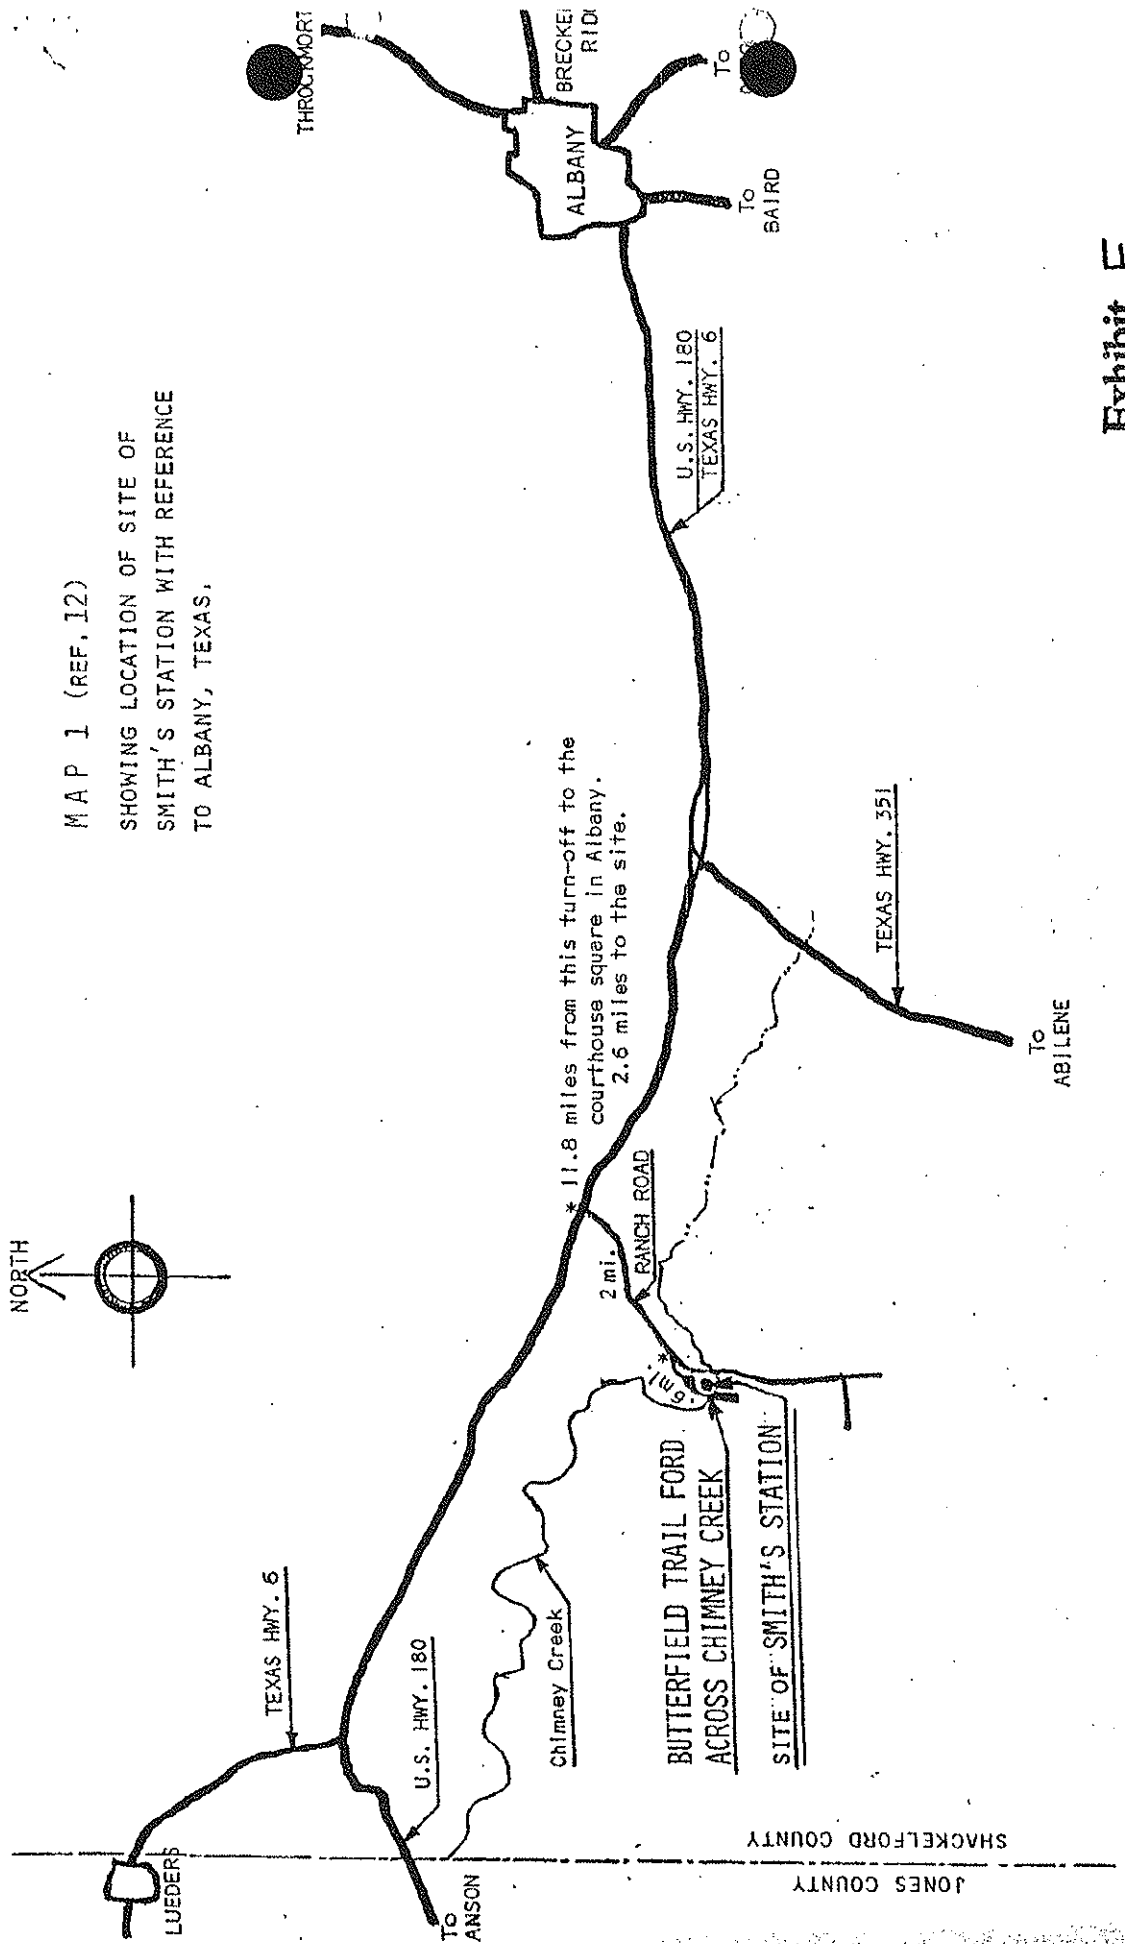 MAP 1 (REF. 12)
SHOWING LOCATION OF SITE OF
SMITH'S STATION WITH REFERENCE
TO ALBANY, TEXAS.
NORTH
THROCKMORT
BRECKE
RID
ALBANY
To
To
BAIRD
U.S. HWY. 180
TEXAS HWY. 6
* 11.8 miles from this turn-off to the
courthouse square in Albany.
2.6 miles to the site.
TEXAS HWY. 351
To
ABILENE
2 mi.
RANCH ROAD
*
.6 mi.
TEXAS HWY. 6
U.S. HWY. 180
Chimney Creek
BUTTERFIELD TRAIL FORD
ACROSS CHIMNEY CREEK
SITE OF SMITH'S STATION
LUEDERS
To
ANSON
SHACKELFORD COUNTY
JONES COUNTY
Exhibit